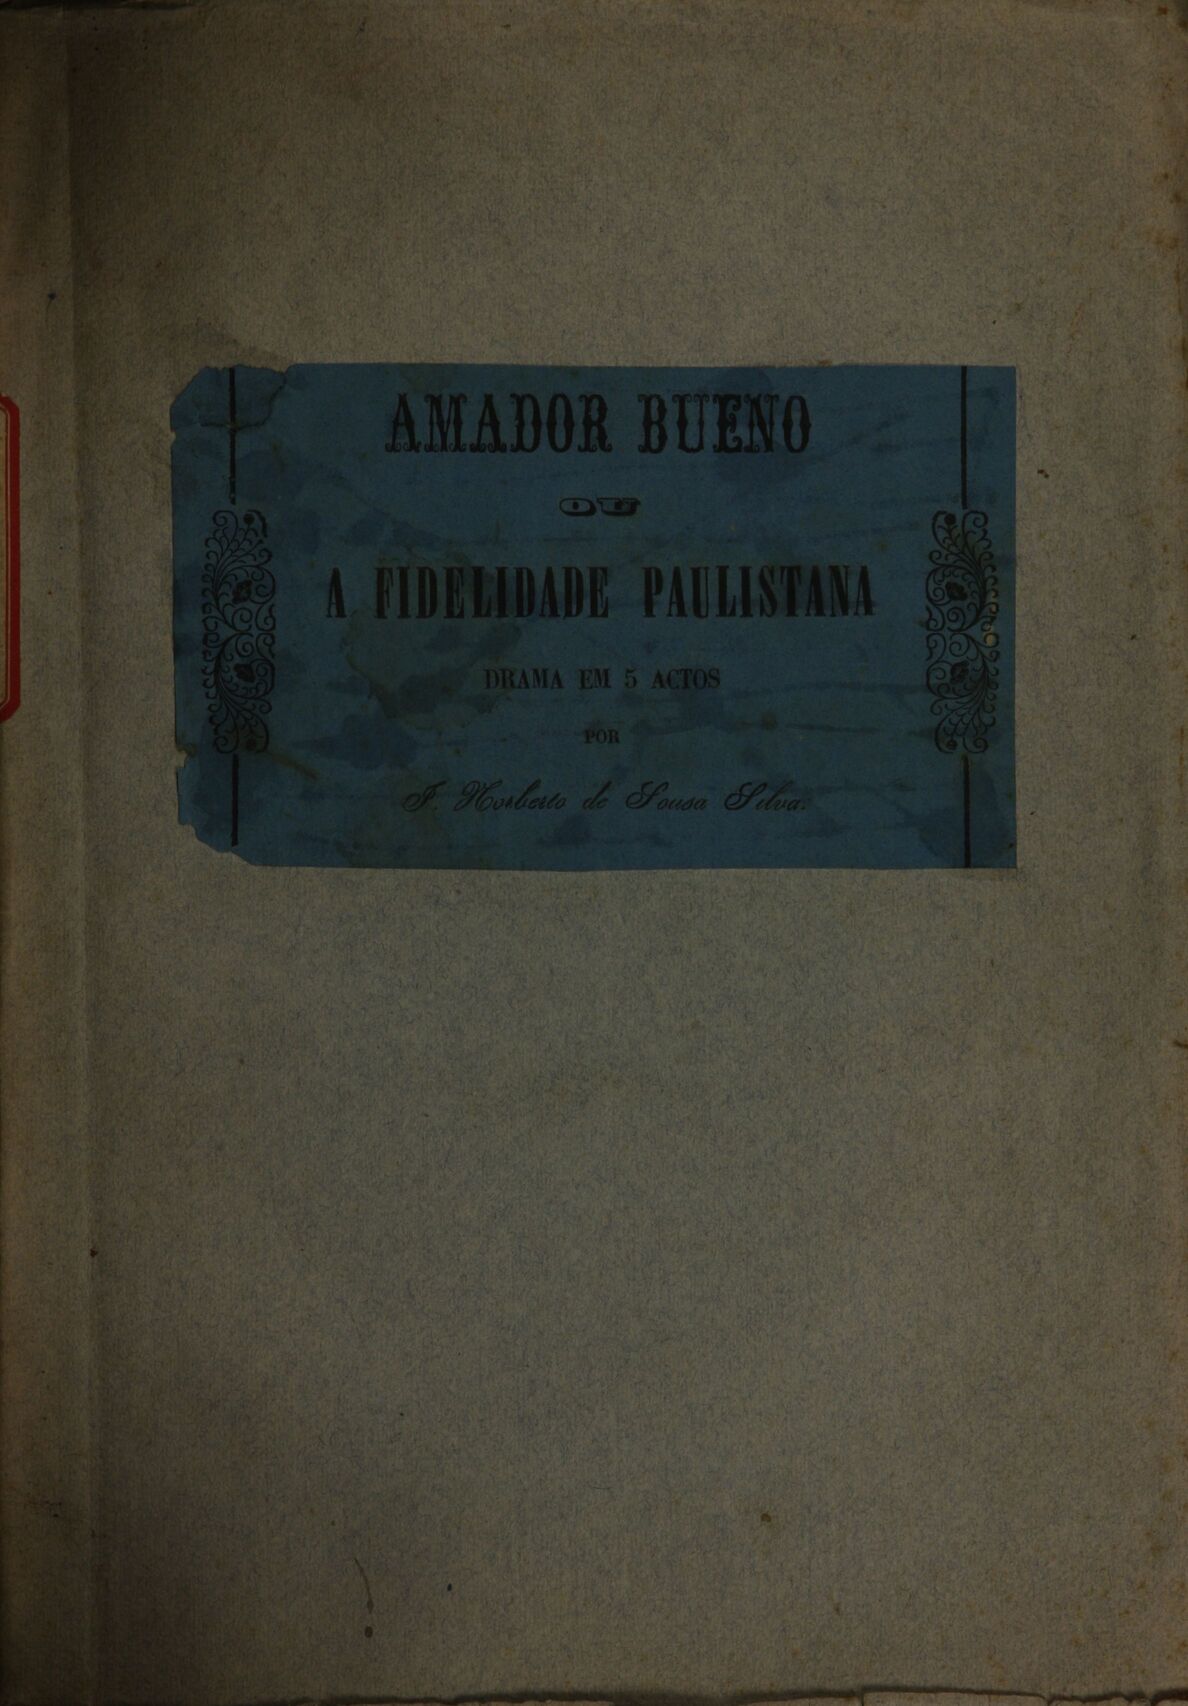 AMADOR BUENO
OU
A FIDELIDADE PAULISTANA
DRAMA EM 5 ACTOS
POR
J. Norberto de Sousa Silva.